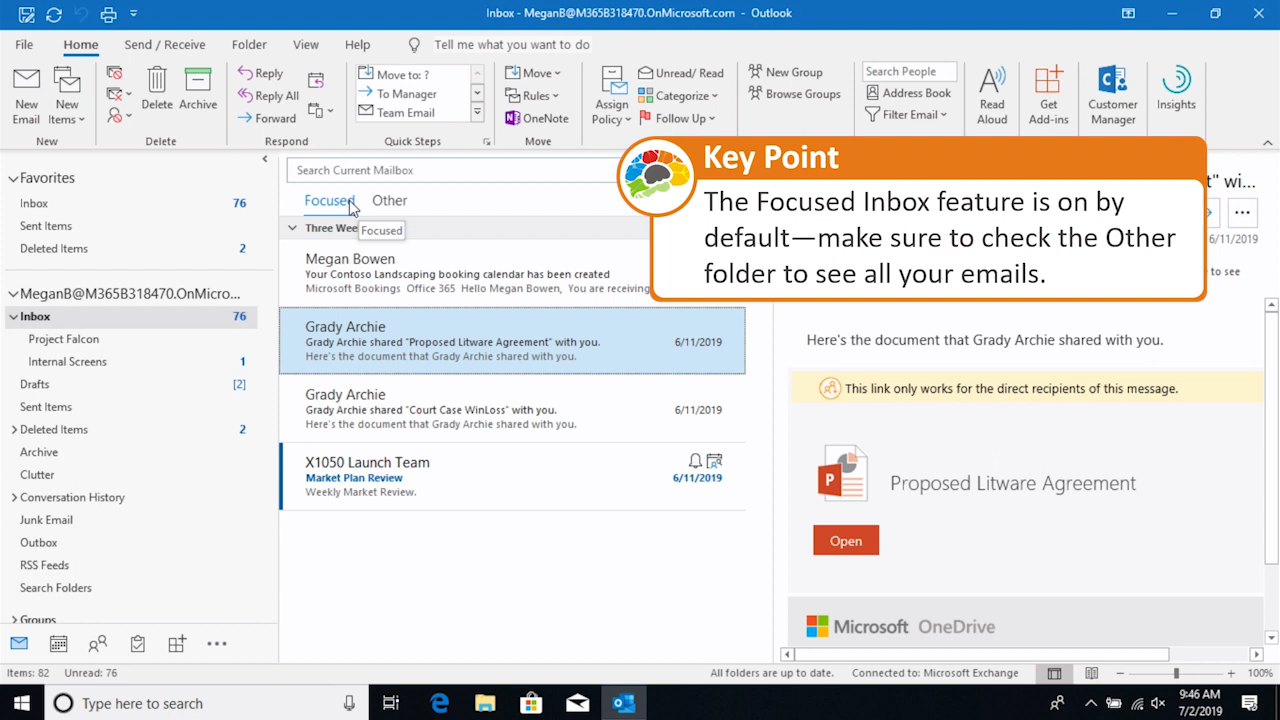 Inbox - MeganB@M365B318470.OnMicrosoft.com - Outlook
File Home Send / Receive Folder View Help Tell me what you want to do
New Email
New Items
New
Delete
Archive
Delete
Reply
Reply All
Forward
Respond
Move to: ?
To Manager
Team Email
Quick Steps
Move
Rules
OneNote
Move
Assign Policy
Unread/ Read
Categorize
Follow Up
New Group
Browse Groups
Search People
Address Book
Filter Email
Read Aloud
Get Add-ins
Customer Manager
Insights
Key Point
The Focused Inbox feature is on by
default—make sure to check the Other
folder to see all your emails.
Favorites
Inbox 76
Sent Items
Deleted Items 2
MeganB@M365B318470.OnMicro...
Inbox 76
Project Falcon
Internal Screens 1
Drafts [2]
Sent Items
Deleted Items 2
Archive
Clutter
Conversation History
Junk Email
Outbox
RSS Feeds
Search Folders
Groups
Search Current Mailbox
Focused Other
Focused
Three Wee
Megan Bowen
Your Contoso Landscaping booking calendar has been created
Microsoft Bookings Office 365 Hello Megan Bowen, You are receiving
Grady Archie
Grady Archie shared "Proposed Litware Agreement" with you. 6/11/2019
Here's the document that Grady Archie shared with you.
Grady Archie
Grady Archie shared "Court Case WinLoss" with you. 6/11/2019
Here's the document that Grady Archie shared with you.
X1050 Launch Team
Market Plan Review 6/11/2019
Weekly Market Review.
t" wi...
6/11/2019
e to see
Here's the document that Grady Archie shared with you.
This link only works for the direct recipients of this message.
P
Proposed Litware Agreement
Open
Microsoft OneDrive
Items: 82 Unread: 76 All folders are up to date. Connected to: Microsoft Exchange 100%
Type here to search
9:46 AM
7/2/2019